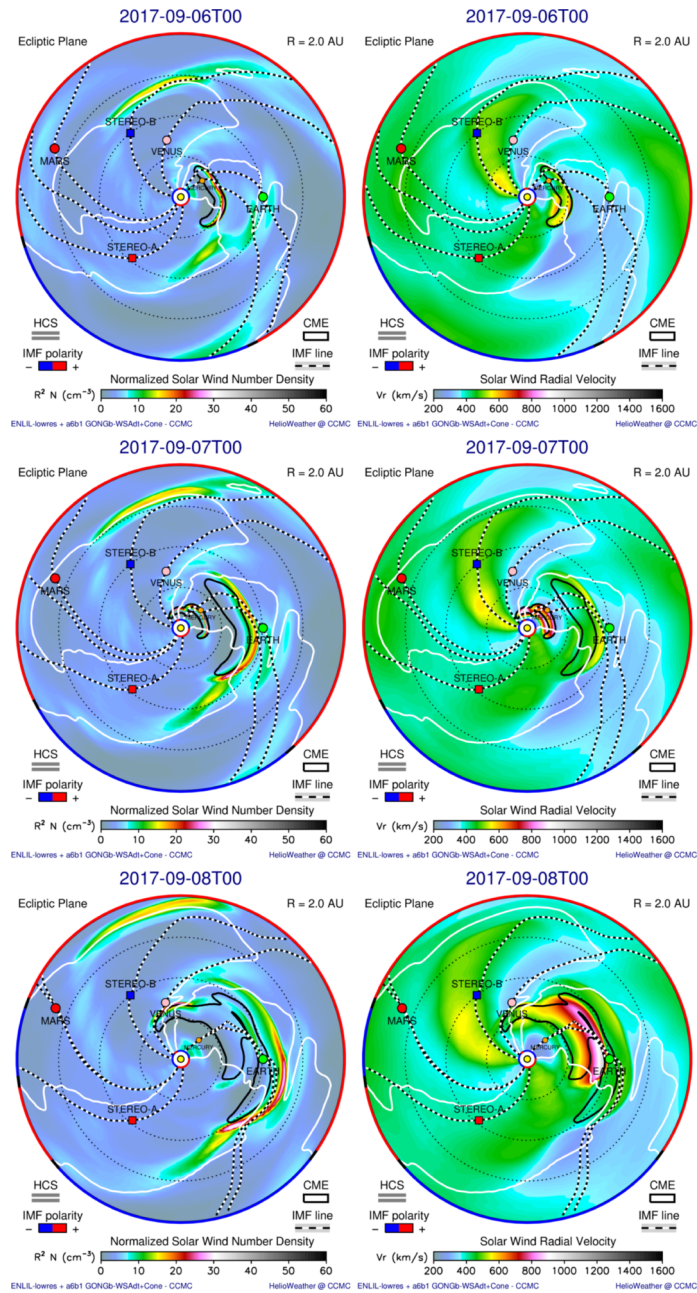 2017-09-06T00
Ecliptic Plane
R = 2.0 AU
STEREO-B
VENUS
MARS
MERCURY
EARTH
STEREO-A
HCS
CME
IMF polarity
IMF line
- +
Normalized Solar Wind Number Density
R² N (cm⁻³)
0 10 20 30 40 50 60
ENLIL-lowres + a6b1 GONGb-WSAdt+Cone - CCMC
HelioWeather @ CCMC
2017-09-06T00
Ecliptic Plane
R = 2.0 AU
STEREO-B
VENUS
MARS
MERCURY
EARTH
STEREO-A
HCS
CME
IMF polarity
IMF line
- +
Solar Wind Radial Velocity
Vr (km/s)
200 400 600 800 1000 1200 1400 1600
ENLIL-lowres + a6b1 GONGb-WSAdt+Cone - CCMC
HelioWeather @ CCMC
2017-09-07T00
Ecliptic Plane
R = 2.0 AU
STEREO-B
VENUS
MARS
EARTH
STEREO-A
HCS
CME
IMF polarity
IMF line
- +
Normalized Solar Wind Number Density
R² N (cm⁻³)
0 10 20 30 40 50 60
ENLIL-lowres + a6b1 GONGb-WSAdt+Cone - CCMC
HelioWeather @ CCMC
2017-09-07T00
Ecliptic Plane
R = 2.0 AU
STEREO-B
VENUS
MARS
EARTH
STEREO-A
HCS
CME
IMF polarity
IMF line
- +
Solar Wind Radial Velocity
Vr (km/s)
200 400 600 800 1000 1200 1400 1600
ENLIL-lowres + a6b1 GONGb-WSAdt+Cone - CCMC
HelioWeather @ CCMC
2017-09-08T00
Ecliptic Plane
R = 2.0 AU
STEREO-B
VENUS
MARS
MERCURY
EARTH
STEREO-A
HCS
CME
IMF polarity
IMF line
- +
Normalized Solar Wind Number Density
R² N (cm⁻³)
0 10 20 30 40 50 60
ENLIL-lowres + a6b1 GONGb-WSAdt+Cone - CCMC
HelioWeather @ CCMC
2017-09-08T00
Ecliptic Plane
R = 2.0 AU
STEREO-B
VENUS
MARS
MERCURY
EARTH
STEREO-A
HCS
CME
IMF polarity
IMF line
- +
Solar Wind Radial Velocity
Vr (km/s)
200 400 600 800 1000 1200 1400 1600
ENLIL-lowres + a6b1 GONGb-WSAdt+Cone - CCMC
HelioWeather @ CCMC